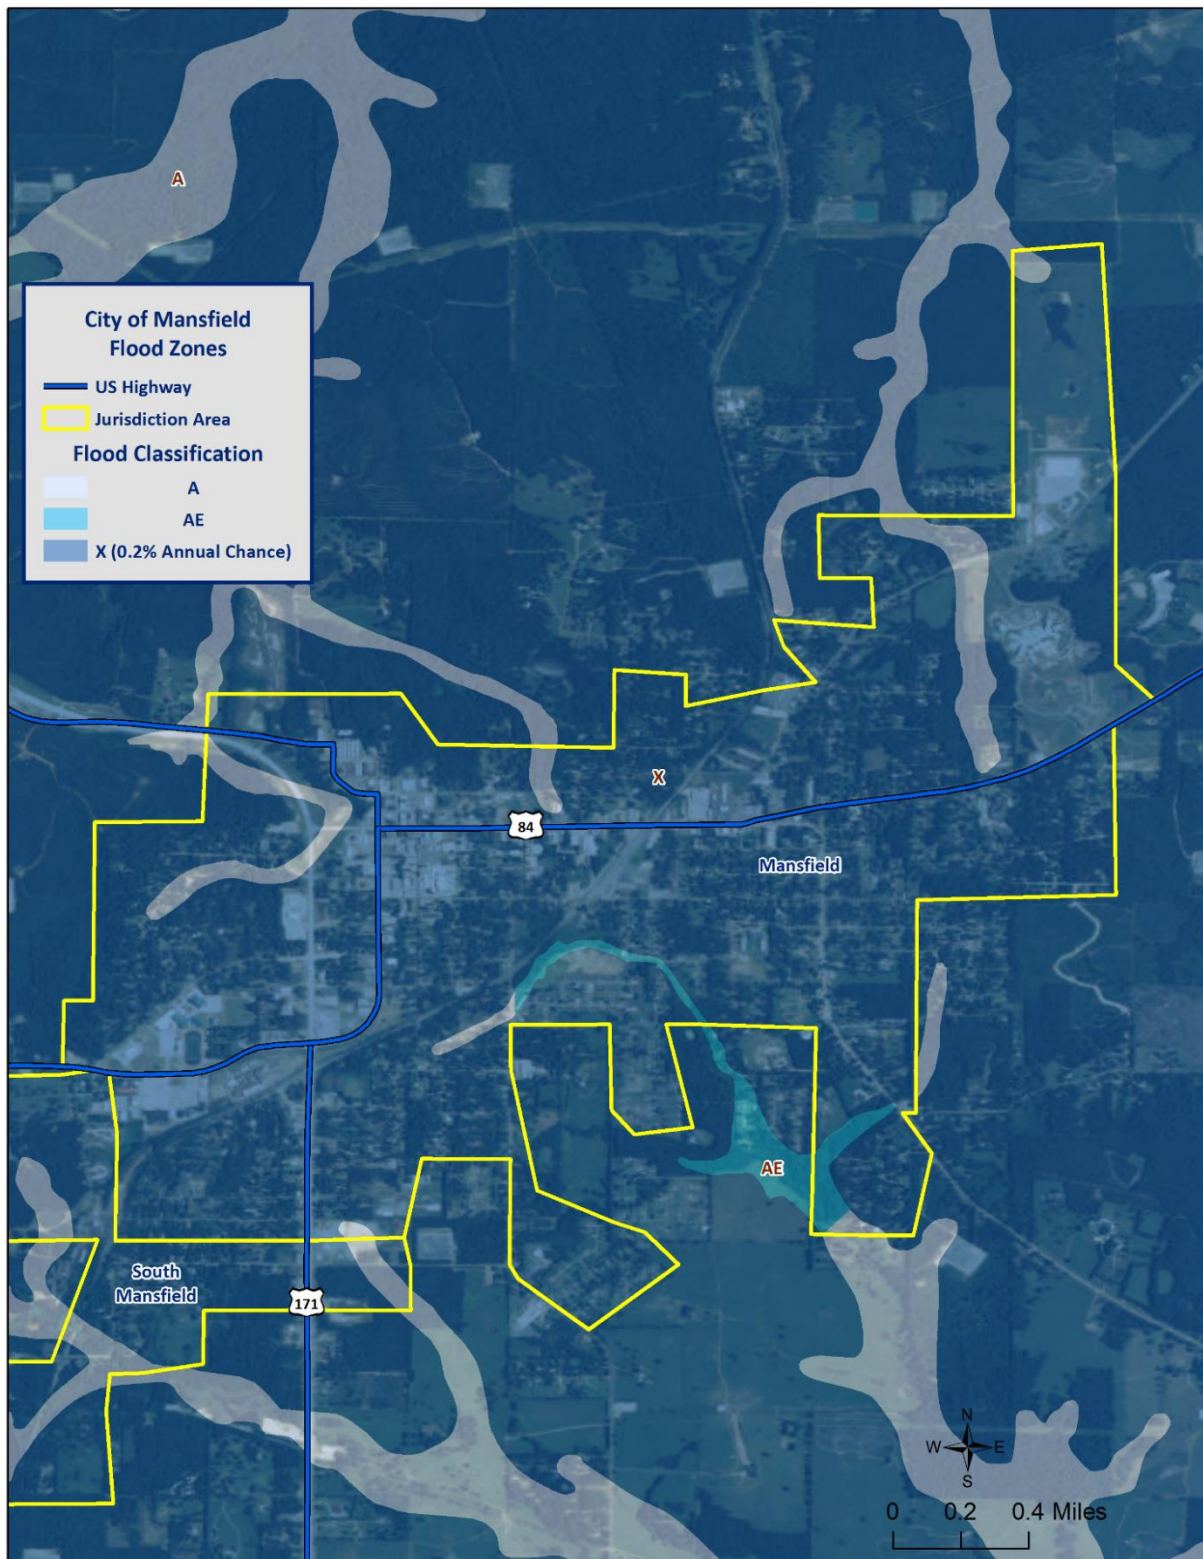 A
City of Mansfield
Flood Zones
US Highway
Jurisdiction Area
Flood Classification
A
AE
X (0.2% Annual Chance)
X
84
Mansfield
AE
South
Mansfield
171
N
W E
S
0 0.2 0.4 Miles